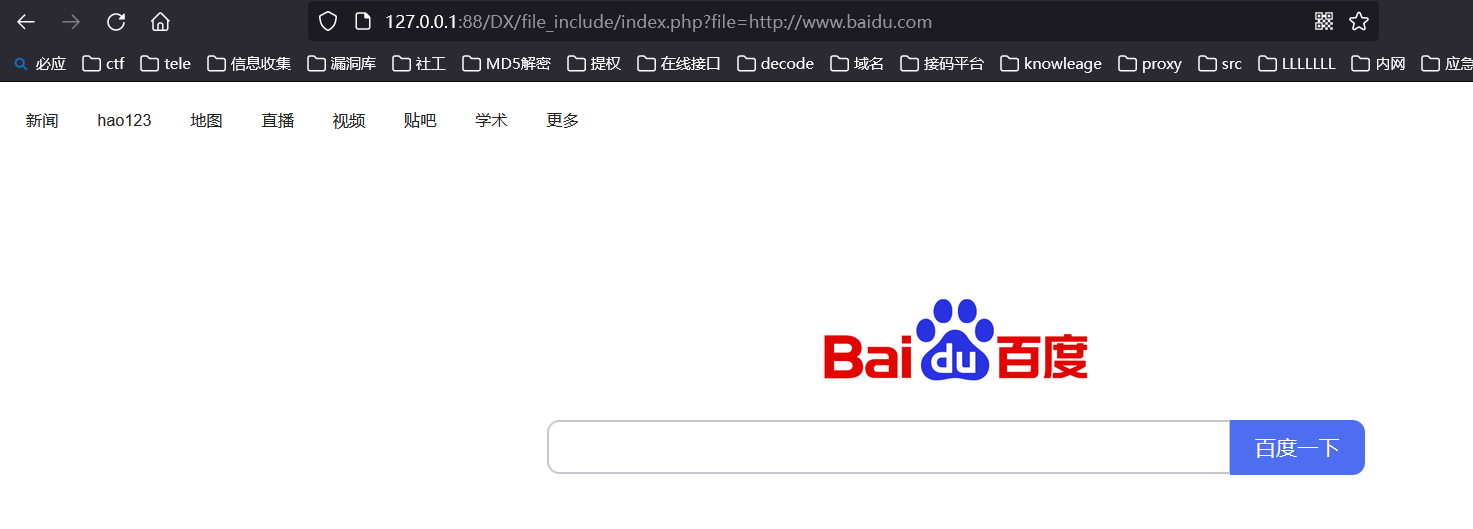 127.0.0.1:88/DX/file_include/index.php?file=http://www.baidu.com
必应 ctf tele 信息收集 漏洞库 社工 MD5解密 提权 在线接口 decode 域名 接码平台 knowleage proxy src LLLLLLL 内网 应急
新闻 hao123 地图 直播 视频 贴吧 学术 更多
Bai du 百度
百度一下